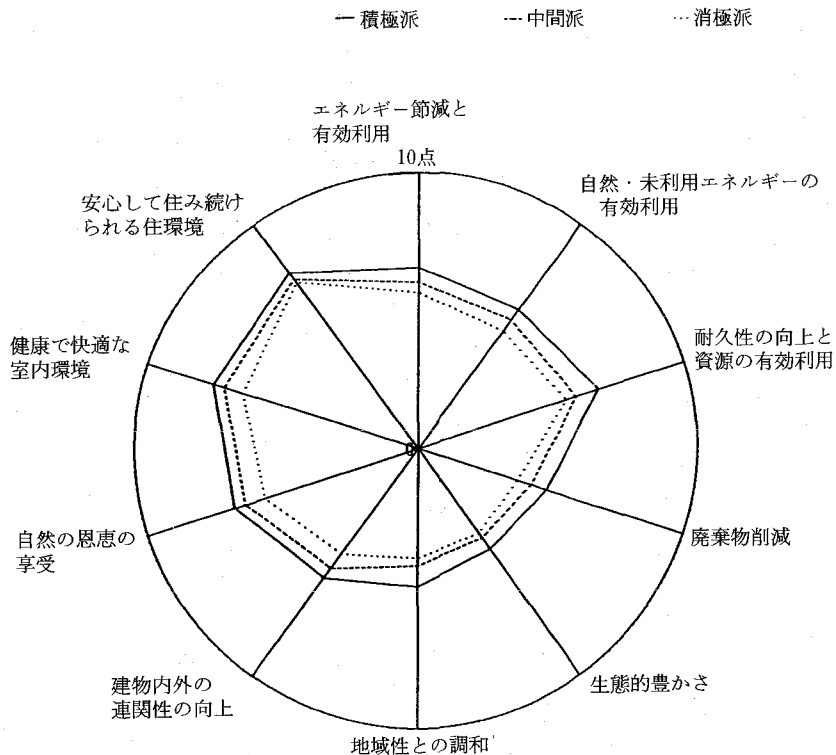 積極派
中間派
消極派
エネルギー節減と
有効利用
10点
自然・未利用エネルギーの
有効利用
安心して住み続け
られる住環境
耐久性の向上と
資源の有効利用
健康で快適な
室内環境
0
廃棄物削減
自然の恩恵の
享受
生態的豊かさ
建物内外の
連関性の向上
地域性との調和